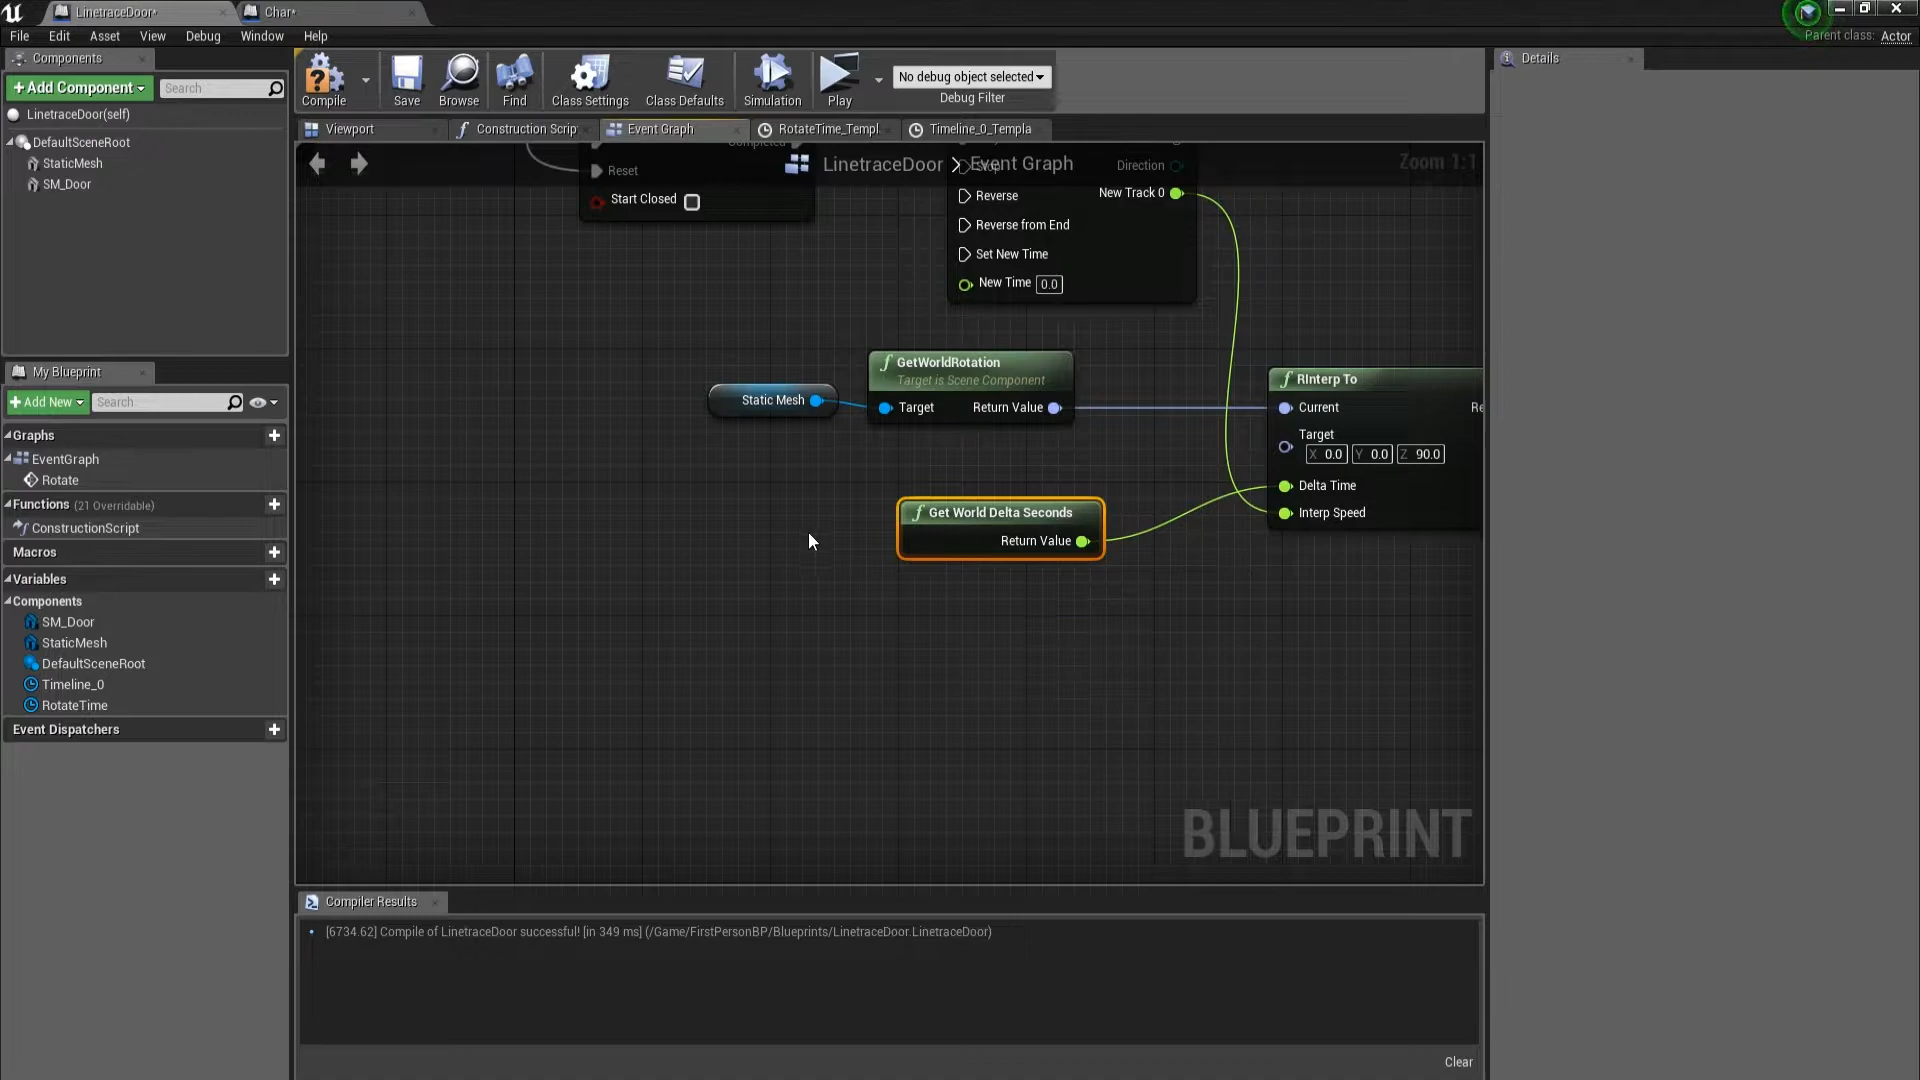 LinetraceDoor*
Char*
File Edit Asset View Debug Window Help
Parent class: Actor
Components
+Add Component
Search
LinetraceDoor(self)
DefaultSceneRoot
StaticMesh
SM_Door
Compile
Save
Browse
Find
Class Settings
Class Defaults
Simulation
Play
No debug object selected
Debug Filter
Details
Viewport
Construction Scrip
Event Graph
RotateTime_Templ
Timeline_0_Templa
LinetraceDoor > Event Graph
Zoom 1:1
Completed
Reset
Start Closed
Direction
Reverse
New Track 0
Reverse from End
Set New Time
New Time 0.0
GetWorldRotation
Target is Scene Component
Static Mesh
Target
Return Value
RInterp To
Current
Re
Target
X 0.0 Y 0.0 Z 90.0
Delta Time
Interp Speed
Get World Delta Seconds
Return Value
BLUEPRINT
My Blueprint
+Add New
Search
Graphs
EventGraph
Rotate
Functions (21 Overridable)
ConstructionScript
Macros
Variables
Components
SM_Door
StaticMesh
DefaultSceneRoot
Timeline_0
RotateTime
Event Dispatchers
Compiler Results
[6734.62] Compile of LinetraceDoor successful! [in 349 ms] (/Game/FirstPersonBP/Blueprints/LinetraceDoor.LinetraceDoor)
Clear